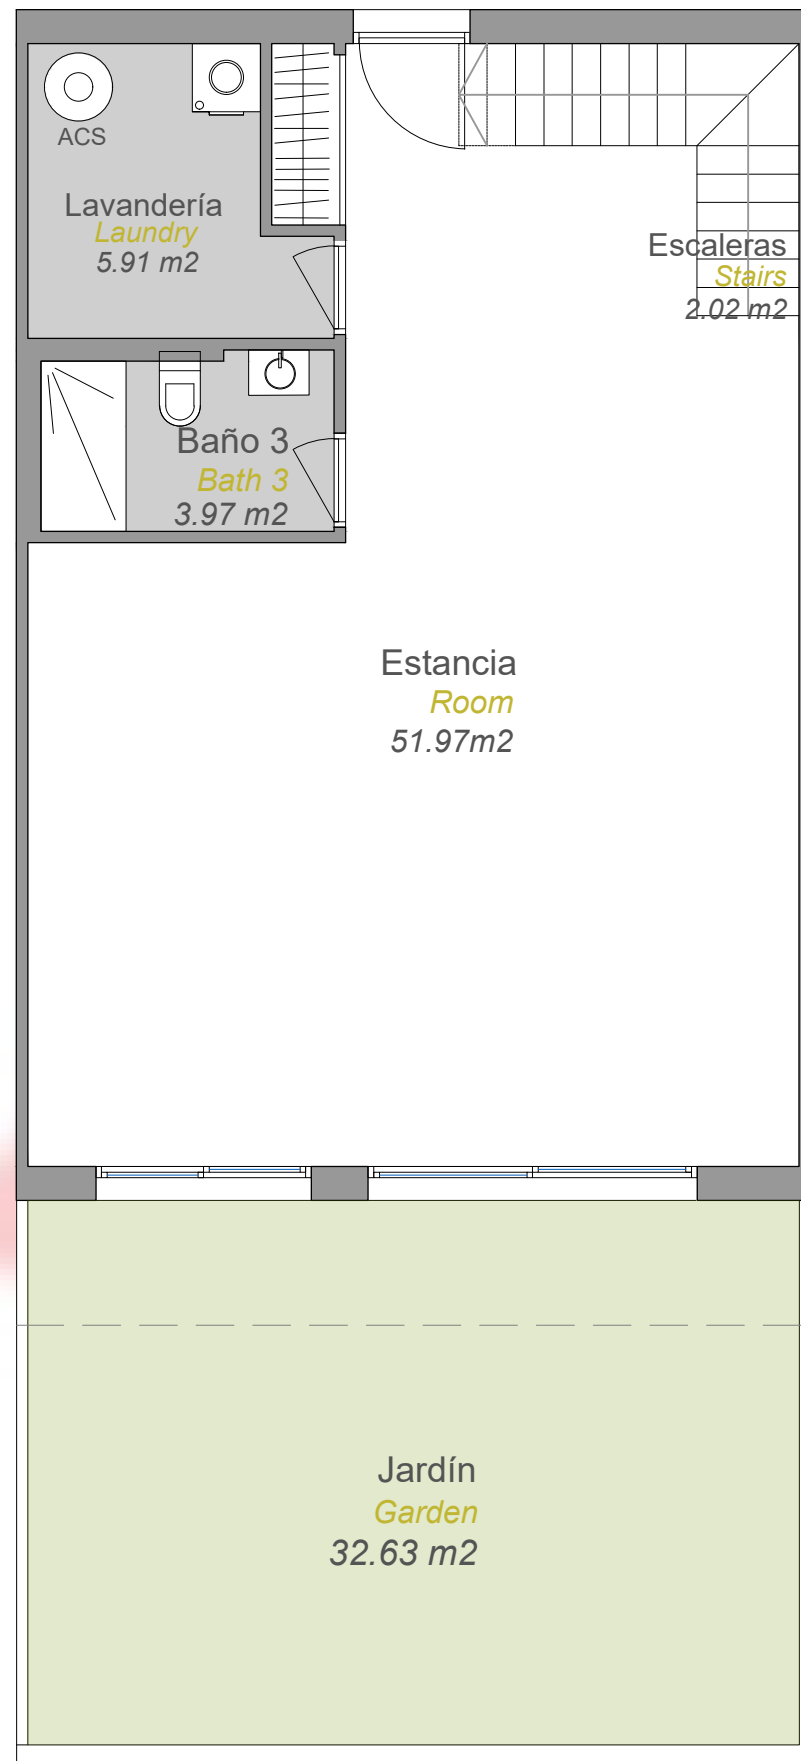 ACS
Lavandería
Laundry
5.91 m2
Escaleras
Stairs
2.02 m2
Baño 3
Bath 3
3.97 m2
Estancia
Room
51.97m2
Jardín
Garden
32.63 m2